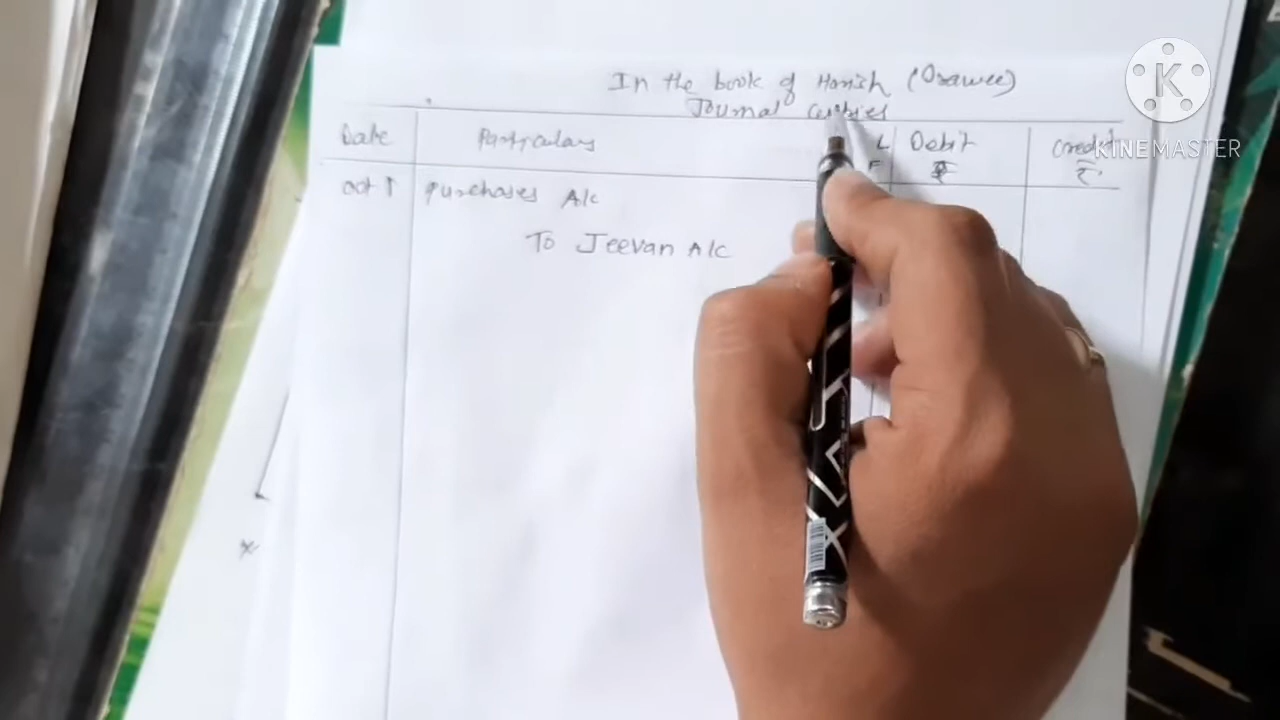 In the book of Harish (Drawee)
Journal Entries
Date Particulars L F Debit ₹ Credit ₹
Oct 1 purchases A/c
To Jeevan A/c
K
KINEMASTER